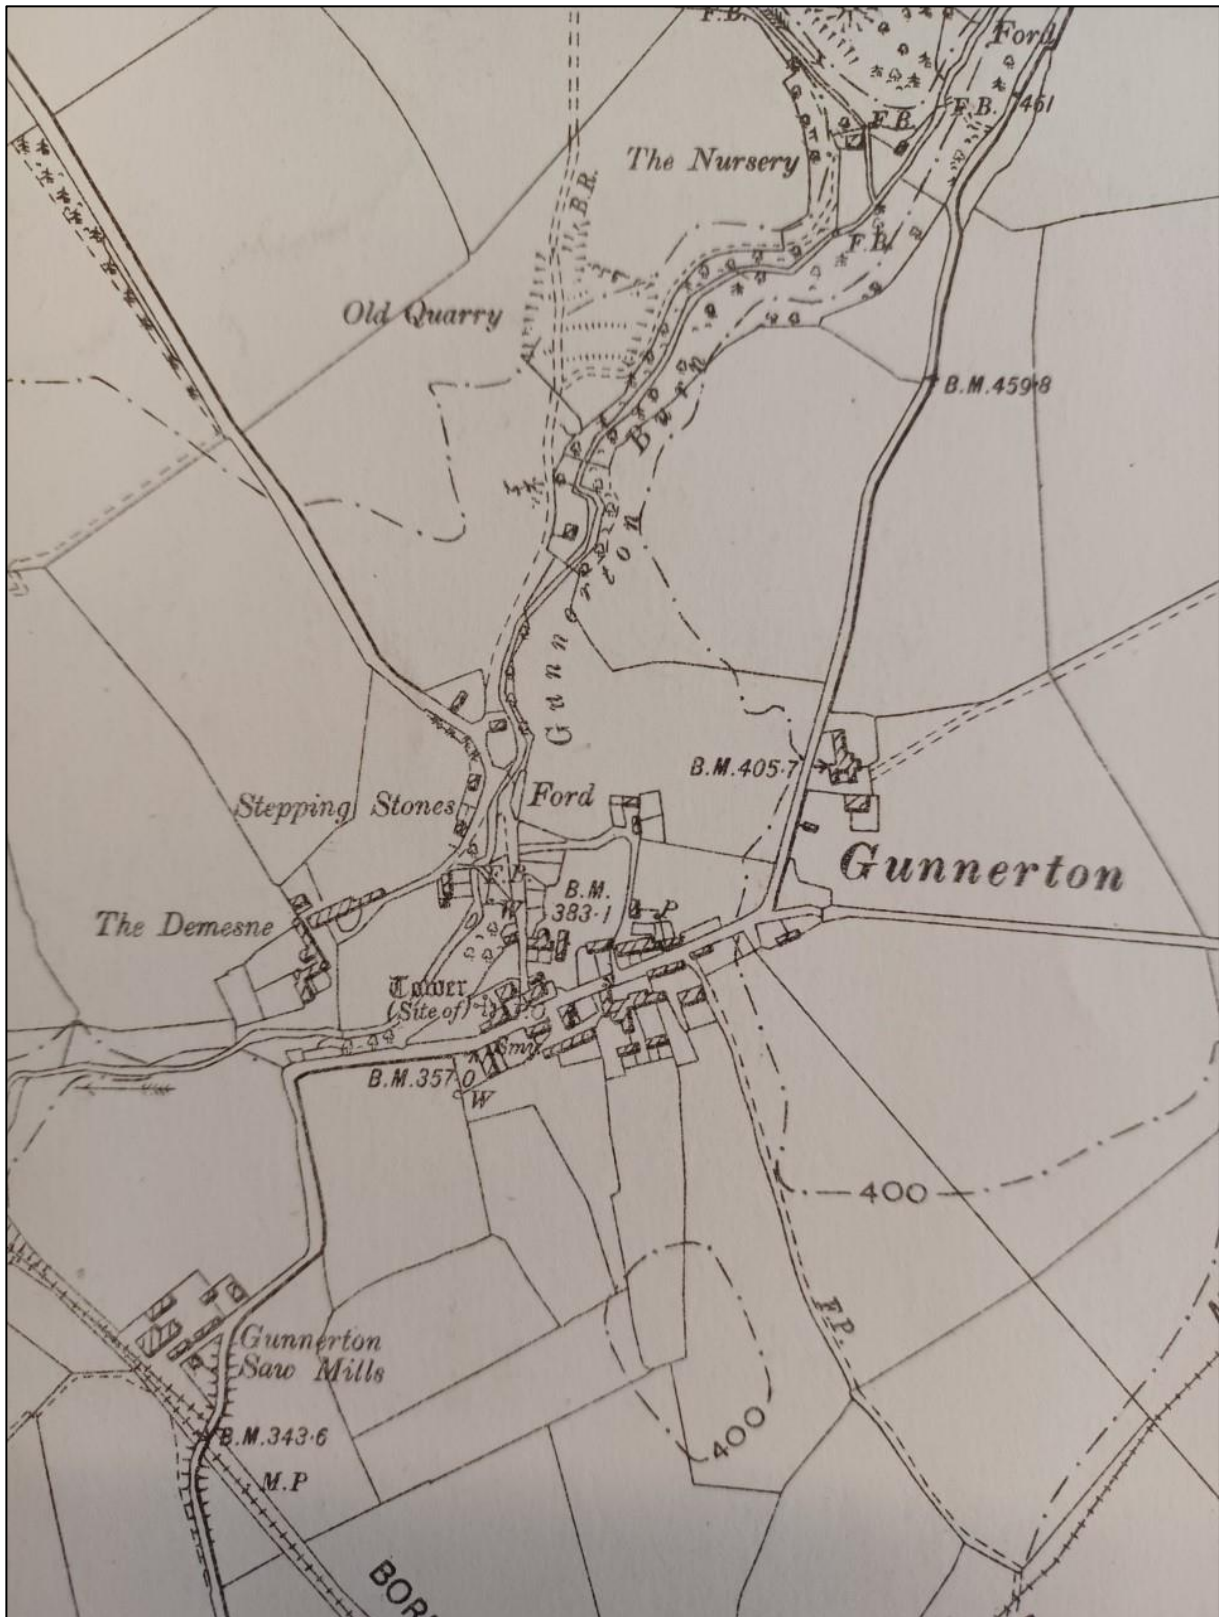 F.B.
Ford
F.B.
461
F.B.
The Nursery
B.R.
F.B.
Old Quarry
B.M. 459·8
Gunnerton Burn
B.M. 405·7
Stepping Stones
Ford
Gunnerton
F.B.
B.M.
383·1
P
W
The Demesne
Tower
(Site of)
P.O
Smy.
B.M. 357·0
W
400
F.P.
Gunnerton
Saw Mills
400
B.M. 343·6
M.P
BOR